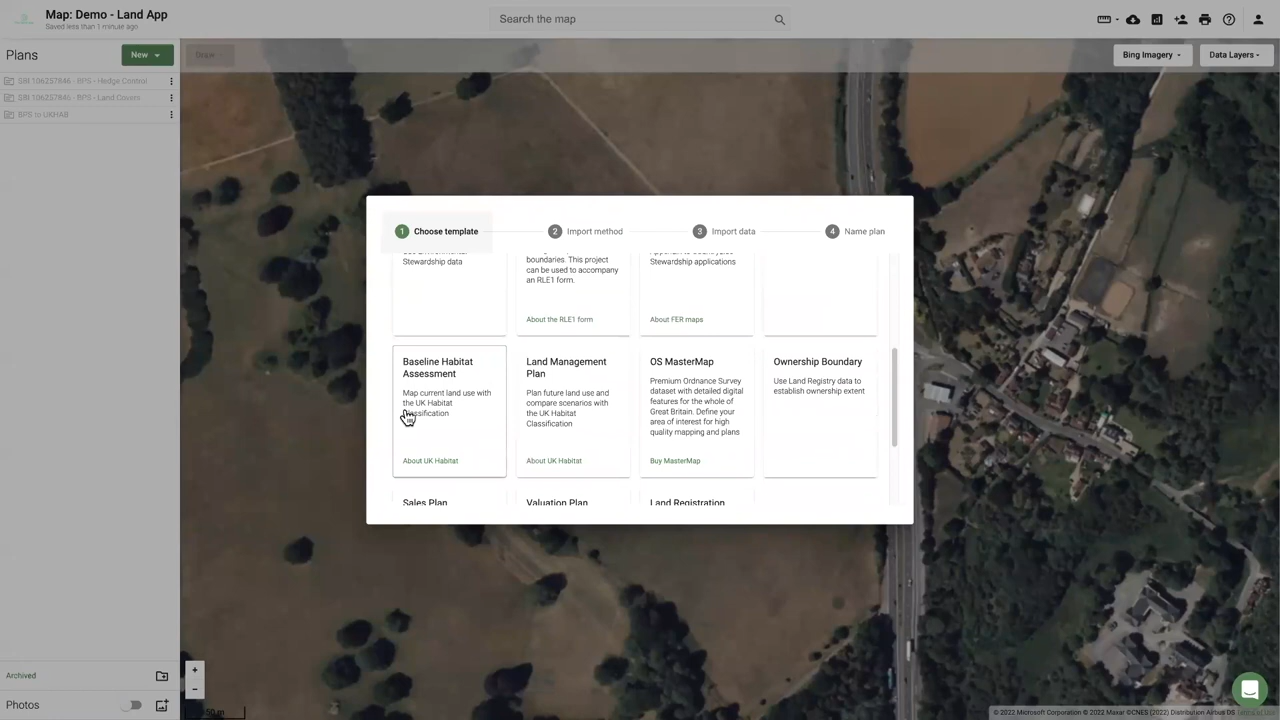 Map: Demo - Land App
Saved less than 1 minute ago
Search the map
Plans
New
Draw
Bing Imagery
Data Layers
SBI 106257846 - BPS - Hedge Control
SBI 106257846 - BPS - Land Covers
BPS to UKHAB
1 Choose template
2 Import method
3 Import data
4 Name plan
Stewardship data
boundaries. This project
can be used to accompany
an RLE1 form.
About the RLE1 form
Stewardship applications
About FER maps
Baseline Habitat
Assessment
Map current land use with
the UK Habitat
Classification
About UK Habitat
Land Management
Plan
Plan future land use and
compare scenarios with
the UK Habitat
Classification
About UK Habitat
OS MasterMap
Premium Ordnance Survey
dataset with detailed digital
features for the whole of
Great Britain. Define your
area of interest for high
quality mapping and plans
Buy MasterMap
Ownership Boundary
Use Land Registry data to
establish ownership extent
Sales Plan
Valuation Plan
Land Registration
Archived
Photos
50 m
© 2022 Microsoft Corporation © 2022 Maxar ©CNES (2022) Distribution Airbus DS Terms of Use